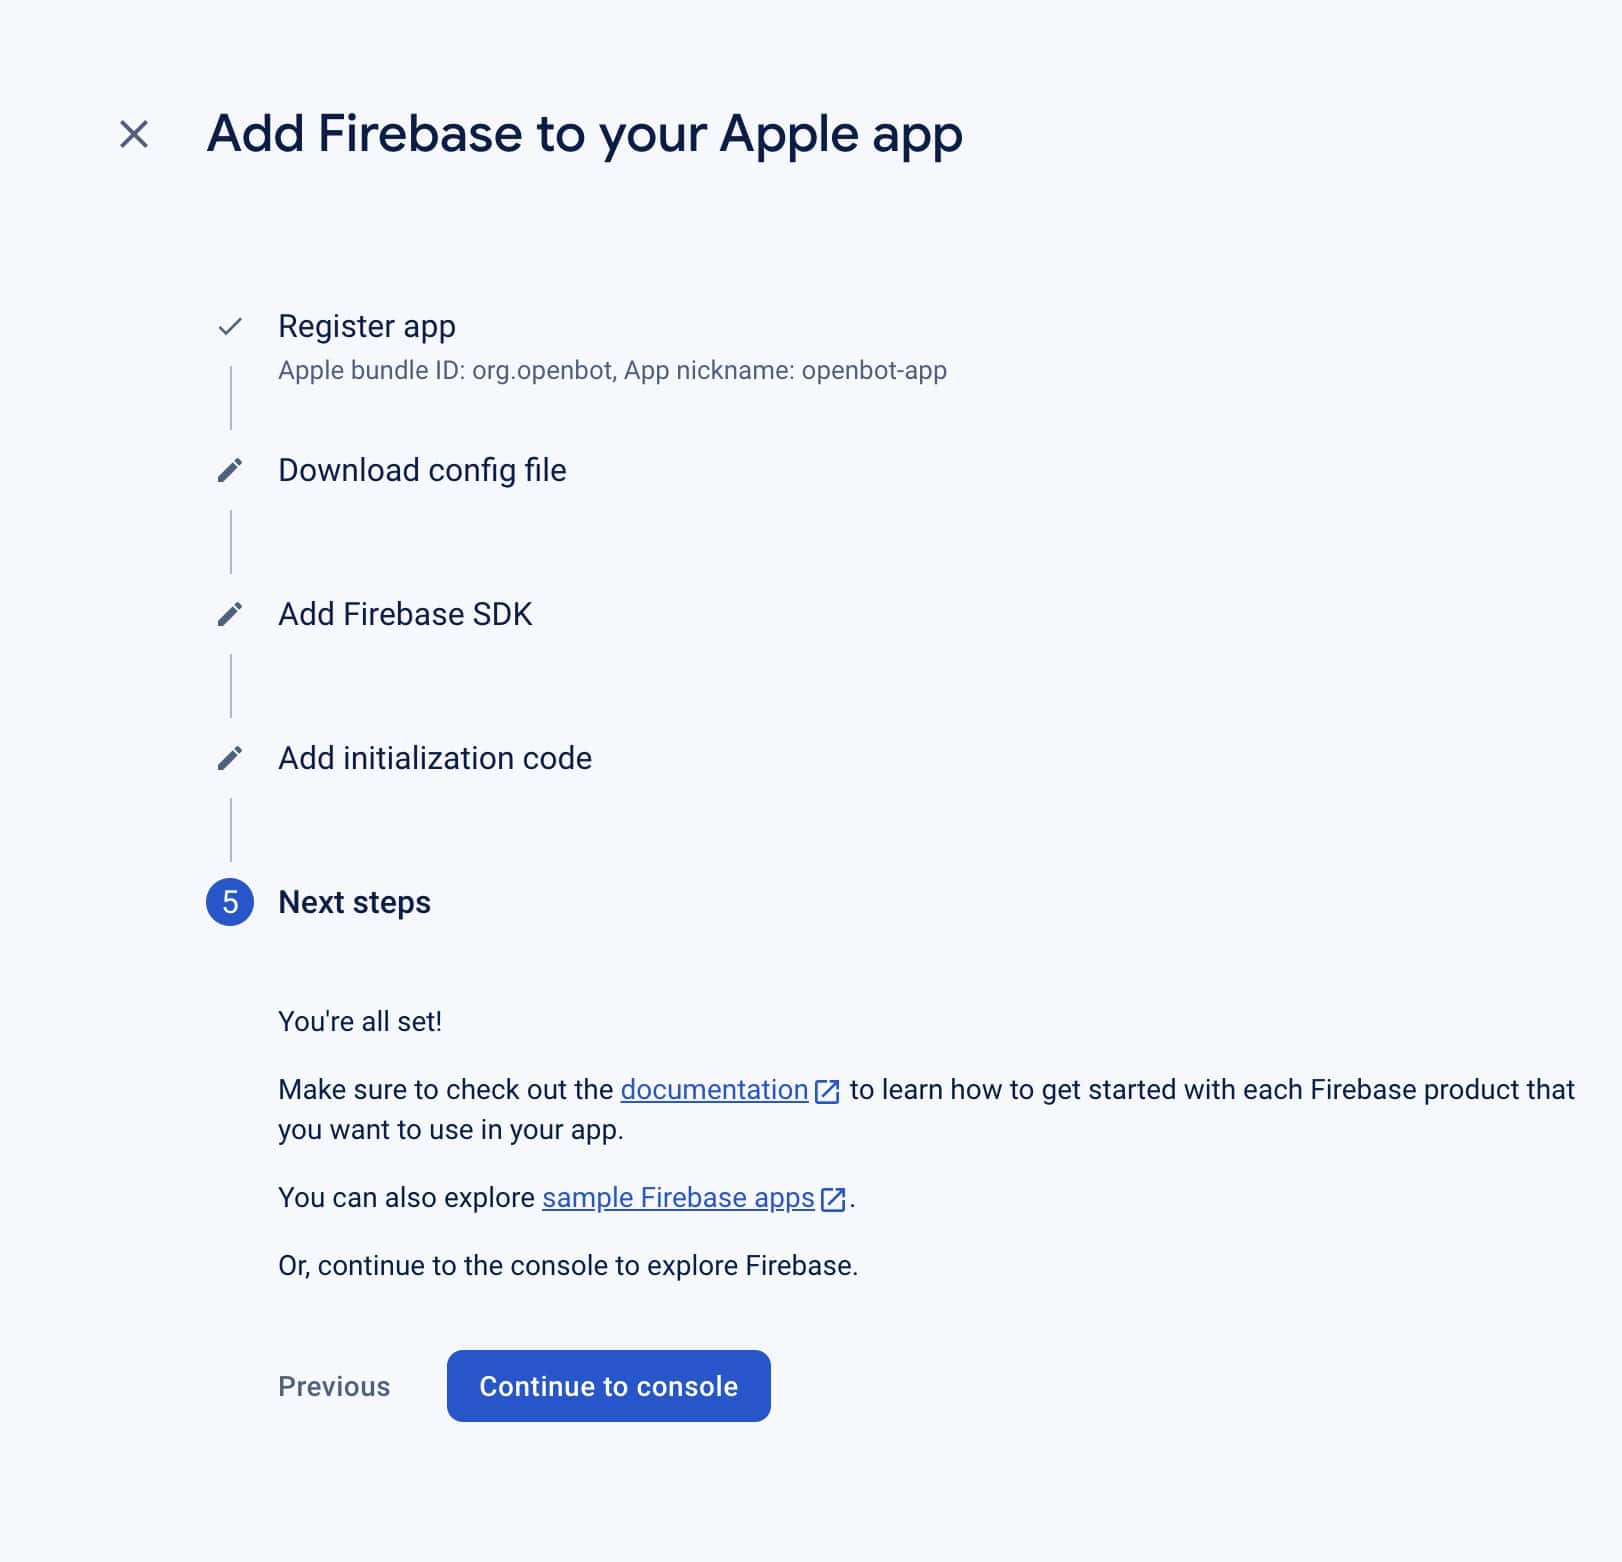 Add Firebase to your Apple app
Register app
Apple bundle ID: org.openbot, App nickname: openbot-app
Download config file
Add Firebase SDK
Add initialization code
5 Next steps
You're all set!
Make sure to check out the documentation to learn how to get started with each Firebase product that
you want to use in your app.
You can also explore sample Firebase apps.
Or, continue to the console to explore Firebase.
Previous Continue to console